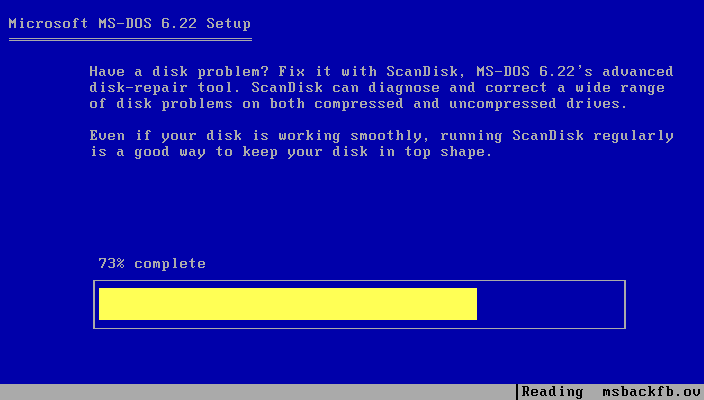 Microsoft MS-DOS 6.22 Setup
Have a disk problem? Fix it with ScanDisk, MS-DOS 6.22's advanced
disk-repair tool. ScanDisk can diagnose and correct a wide range
of disk problems on both compressed and uncompressed drives.
Even if your disk is working smoothly, running ScanDisk regularly
is a good way to keep your disk in top shape.
73% complete
Reading  msbackfb.ov